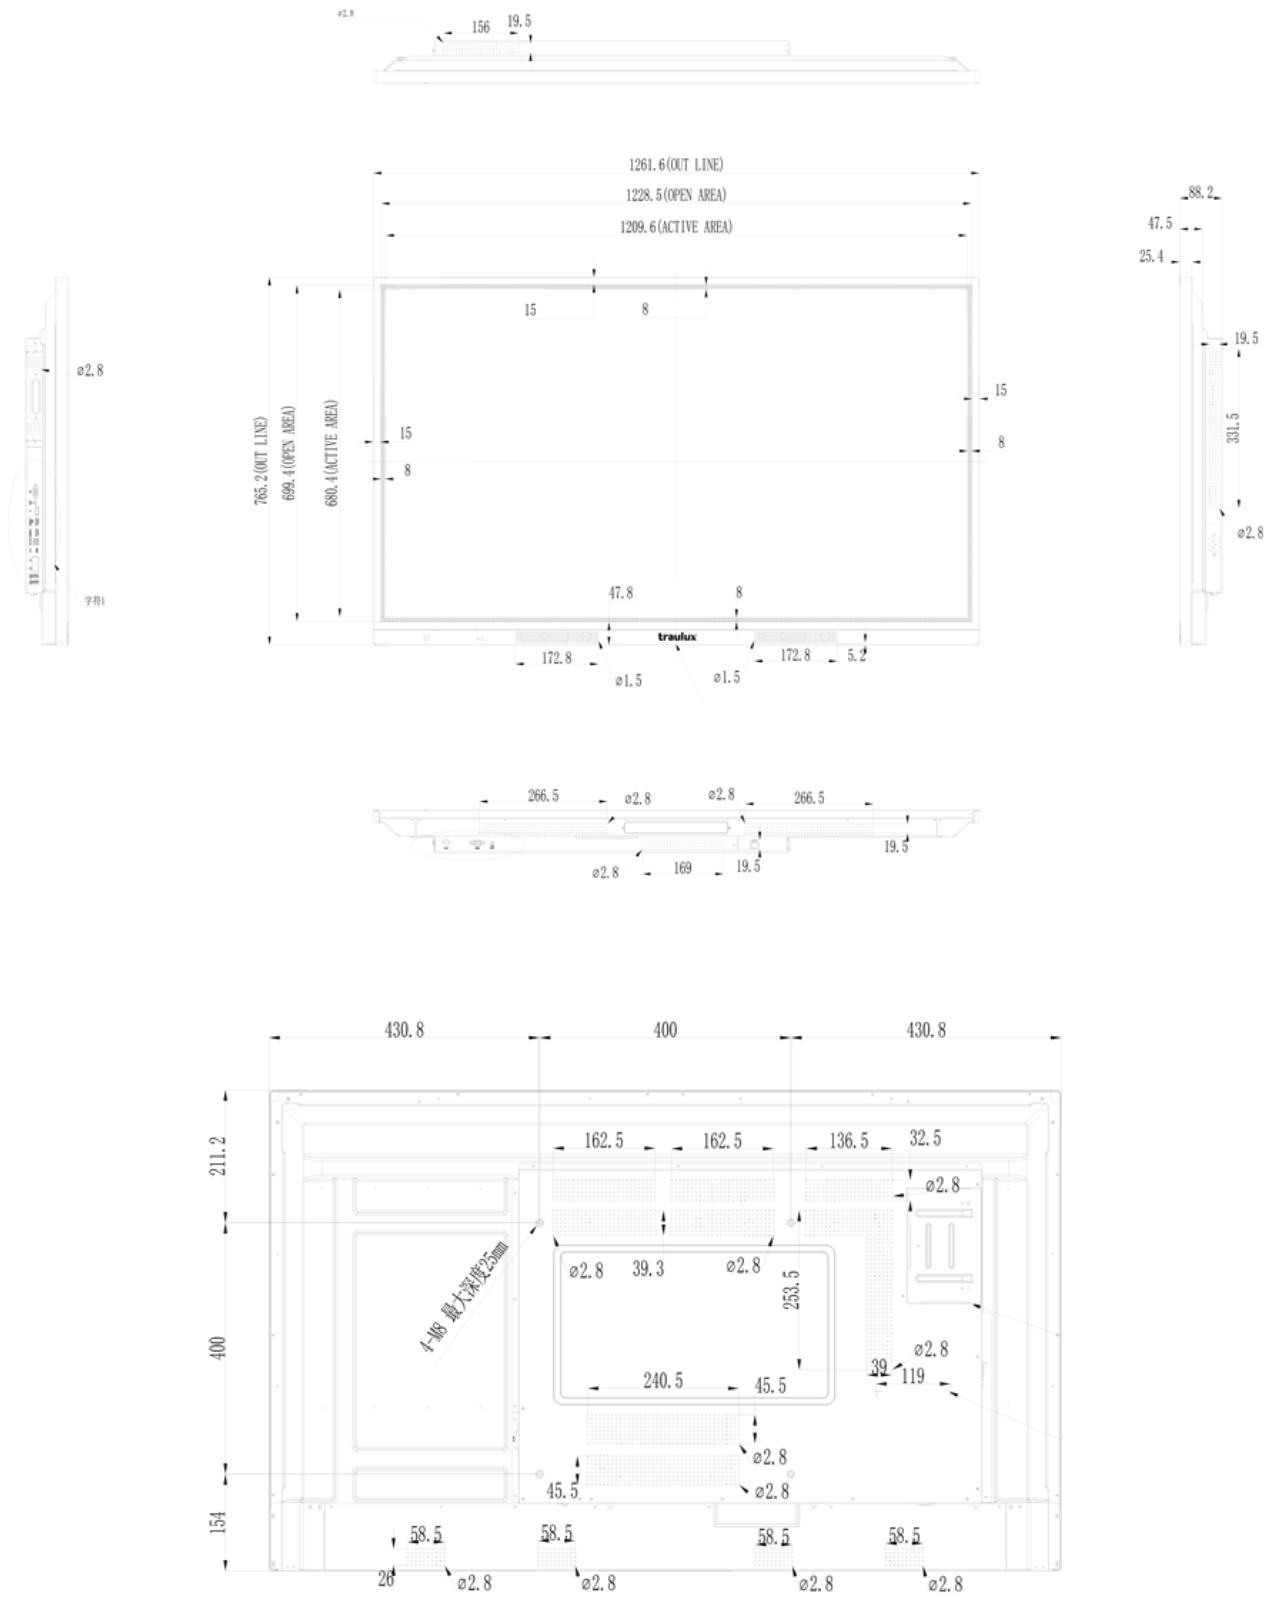 ø2.8
156
19.5
1261.6(OUT LINE)
1228.5(OPEN AREA)
1209.6(ACTIVE AREA)
88.2
47.5
25.4
15
8
19.5
ø2.8
15
331.5
765.2(OUT LINE)
699.4(OPEN AREA)
680.4(ACTIVE AREA)
15
8
8
ø2.8
字符1
47.8
8
traulux
172.8
172.8
5.2
ø1.5
ø1.5
266.5
ø2.8
ø2.8
266.5
19.5
19.5
ø2.8
169
430.8
400
430.8
211.2
162.5
162.5
136.5
32.5
ø2.8
ø2.8
39.3
ø2.8
253.5
4-M8 最大深度25mm
400
ø2.8
39
119
240.5
45.5
ø2.8
45.5
ø2.8
154
58.5
58.5
58.5
58.5
26
ø2.8
ø2.8
ø2.8
ø2.8